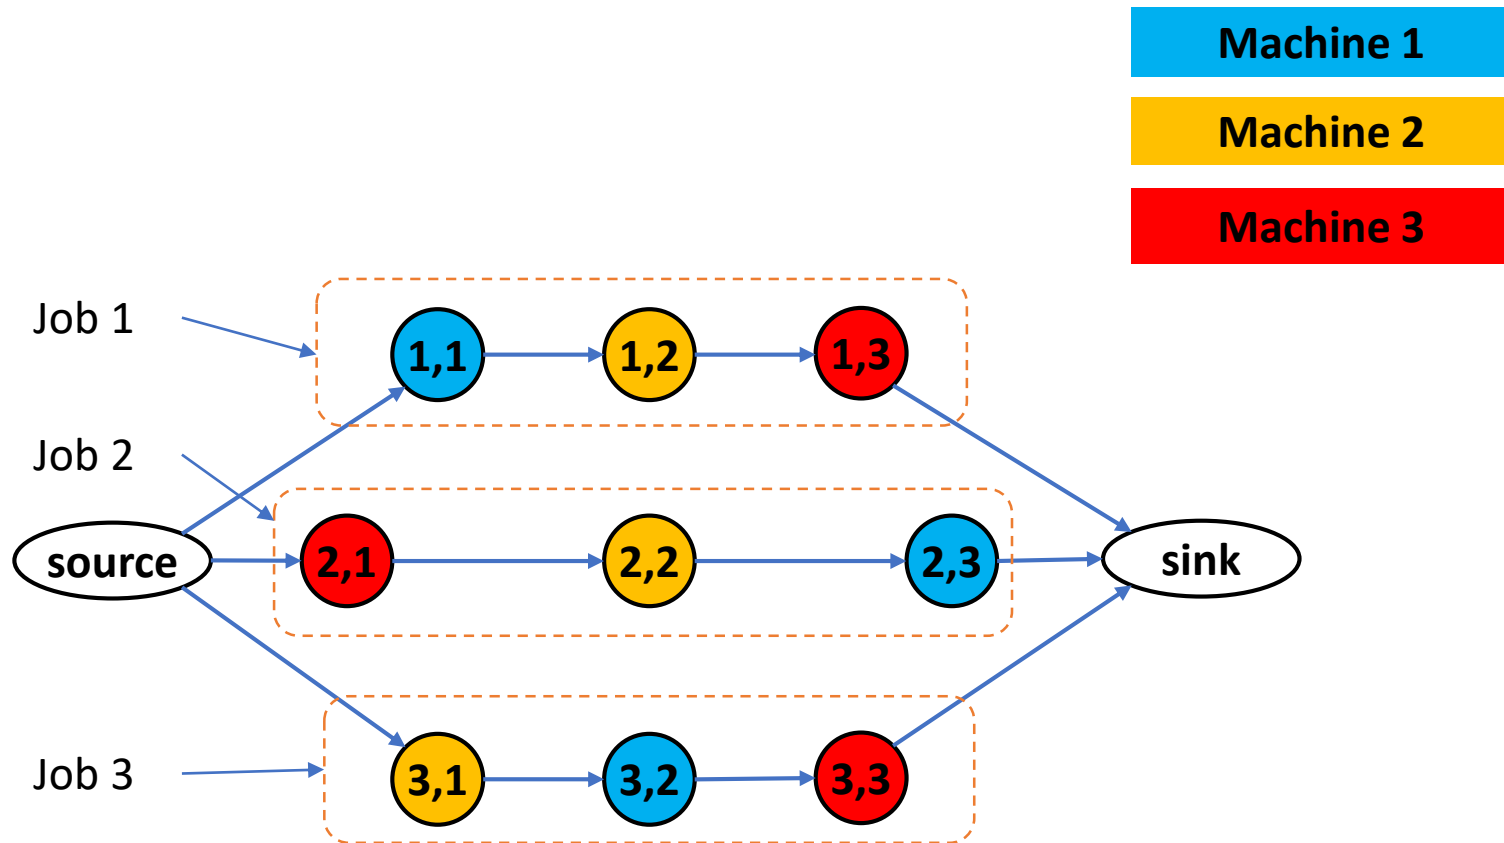 Machine 1
Machine 2
Machine 3
Job 1
1,1 1,2 1,3
Job 2
source 2,1 2,2 2,3 sink
Job 3
3,1 3,2 3,3